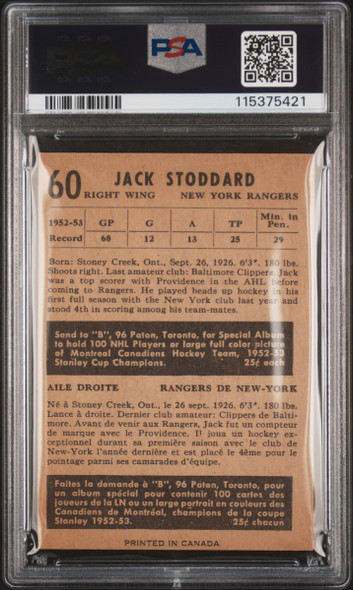 PSA
115375421
60 JACK STODDARD
RIGHT WING NEW YORK RANGERS
1952-53 GP G A TP Min. in Pen.
Record 60 12 13 25 29
Born: Stoney Creek, Ont., Sept. 26, 1926. 6'3". 180 lbs.
Shoots right. Last amateur club: Baltimore Clippers. Jack
was a top scorer with Providence in the AHL before
coming to Rangers. He played heads up hockey in his
first full season with the New York club last year and
stood 4th in scoring among his team-mates.
Send to "B", 96 Paton, Toronto, for Special Album
to hold 100 NHL Players or large full color picture
of Montreal Canadiens Hockey Team, 1952-53
Stanley Cup Champions. 25¢ each
AILE DROITE RANGERS DE NEW-YORK
Né à Stoney Creek, Ont., le 26 sept. 1926. 6'3". 180 lbs.
Lance à droite. Dernier club amateur: Clippers de Balti-
more. Avant de venir aux Rangers, Jack fut un compteur
de marque avec le Providence. Il joua un hockey ex-
ceptionnel durant sa première saison avec le club de
New-York l'année dernière et est placé le 4ème pour le
pointage parmi ses camarades d'équipe.
Faites la demande à "B", 96 Paton, Toronto, pour
un album spécial pour contenir 100 cartes des
joueurs de la LN ou un large portrait en couleurs des
Canadiens de Montréal, champions de la coupe
Stanley 1952-53. 25¢ chacun
PRINTED IN CANADA